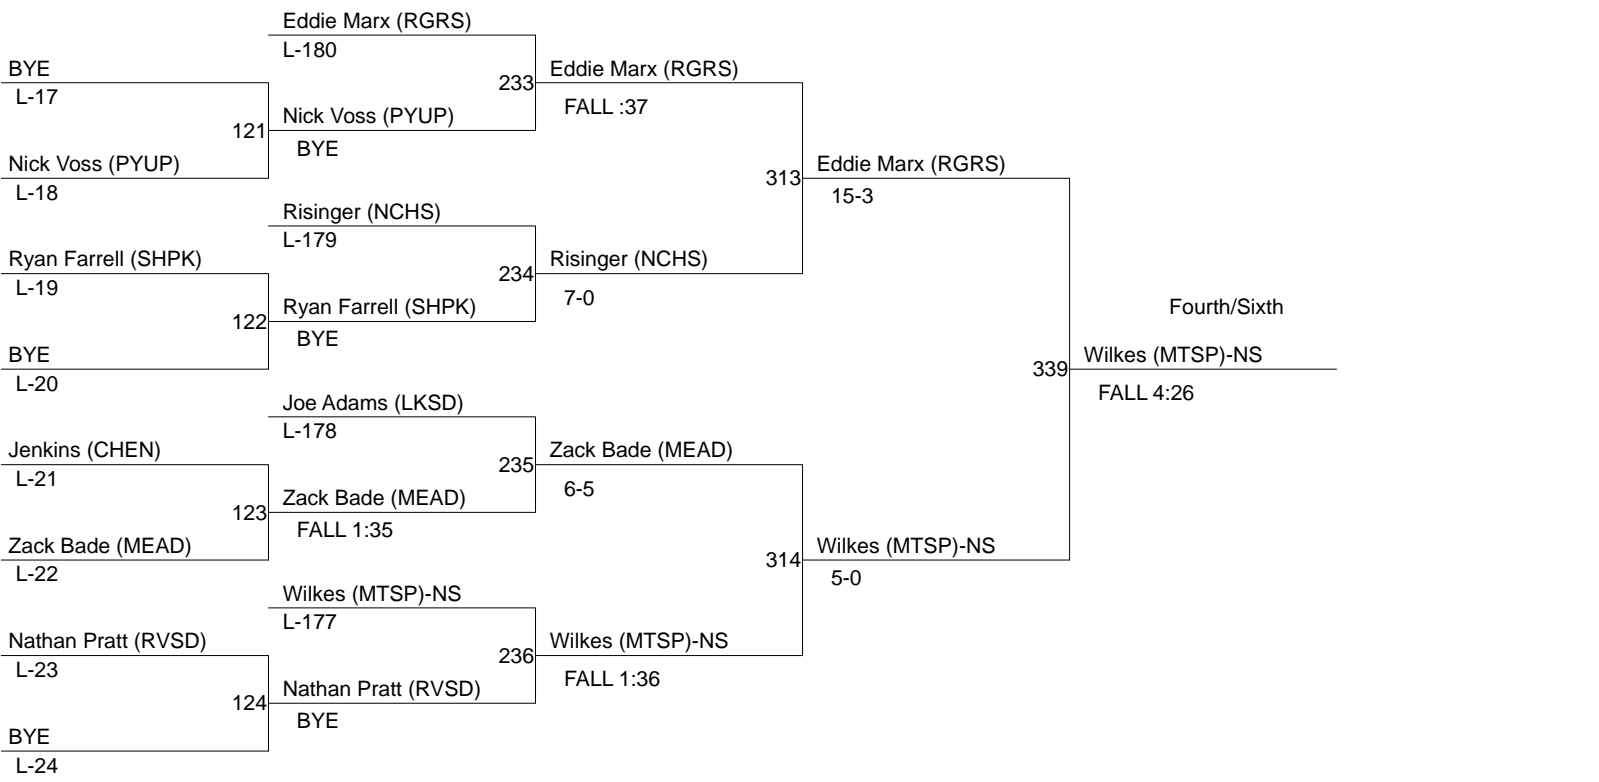 Eddie Marx (RGRS)
L-180
BYE
L-17
233
Eddie Marx (RGRS)
FALL :37
121
Nick Voss (PYUP)
BYE
Nick Voss (PYUP)
L-18
313
Eddie Marx (RGRS)
15-3
Risinger (NCHS)
L-179
Ryan Farrell (SHPK)
L-19
234
Risinger (NCHS)
7-0
122
Ryan Farrell (SHPK)
BYE
Fourth/Sixth
BYE
L-20
339
Wilkes (MTSP)-NS
FALL 4:26
Joe Adams (LKSD)
L-178
Jenkins (CHEN)
L-21
235
Zack Bade (MEAD)
6-5
123
Zack Bade (MEAD)
FALL 1:35
Zack Bade (MEAD)
L-22
314
Wilkes (MTSP)-NS
5-0
Wilkes (MTSP)-NS
L-177
Nathan Pratt (RVSD)
L-23
236
Wilkes (MTSP)-NS
FALL 1:36
124
Nathan Pratt (RVSD)
BYE
BYE
L-24